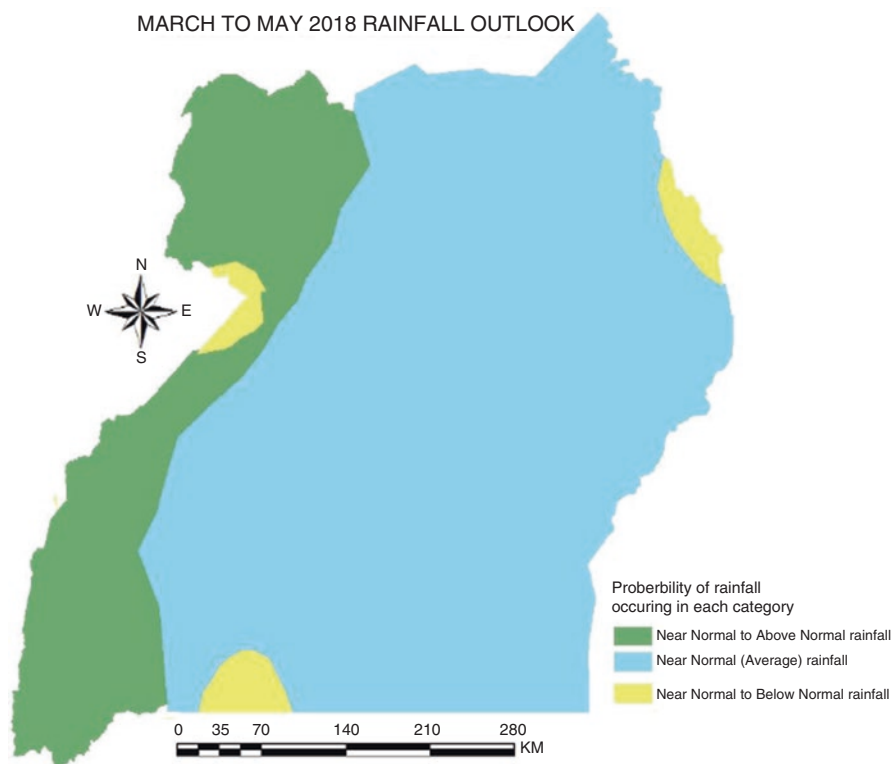 MARCH TO MAY 2018 RAINFALL OUTLOOK
N
W E
S
Proberbility of rainfall
occuring in each category
Near Normal to Above Normal rainfall
Near Normal (Average) rainfall
Near Normal to Below Normal rainfall
0 35 70 140 210 280
KM